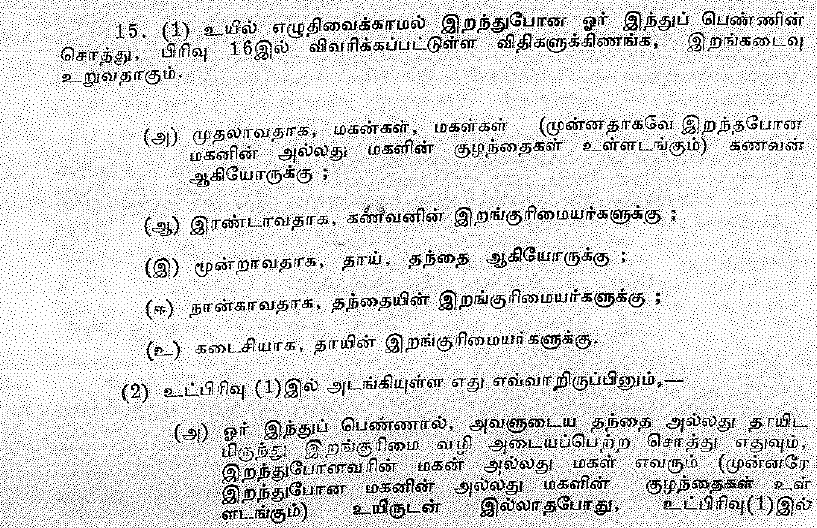 15. (1) உயில் எழுதிவைக்காமல் இறந்துபோன ஓர் இந்துப் பெண்ணின்
சொத்து, பிரிவு 16இல் விவரிக்கப்பட்டுள்ள விதிகளுக்கிணங்க, இறங்கடைவு
உறுவதாகும்.
(அ) முதலாவதாக, மகன்கள், மகள்கள் (முன்னதாகவே இறந்தபோன
மகனின் அல்லது மகளின் குழந்தைகள் உள்ளடங்கும்) கணவன்
ஆகியோருக்கு ;
(ஆ) இரண்டாவதாக, கணவனின் இறங்குரிமையர்களுக்கு ;
(இ) மூன்றாவதாக, தாய், தந்தை ஆகியோருக்கு ;
(ஈ) நான்காவதாக, தந்தையின் இறங்குரிமையர்களுக்கு ;
(உ) கடைசியாக, தாயின் இறங்குரிமையர்களுக்கு.
(2) உட்பிரிவு (1)இல் அடங்கியுள்ள எது எவ்வாறிருப்பினும்,—
(அ) ஓர் இந்துப் பெண்ணால், அவளுடைய தந்தை அல்லது தாயிட
மிருந்து இறங்குரிமை வழி அடையப்பெற்ற சொத்து எதுவும்,
இறந்துபோனவரின் மகன் அல்லது மகள் எவரும் (முன்னரே
இறந்துபோன மகனின் அல்லது மகளின் குழந்தைகள் உள்
ளடங்கும்) உயிருடன் இல்லாதபோது, உட்பிரிவு(1)இல்